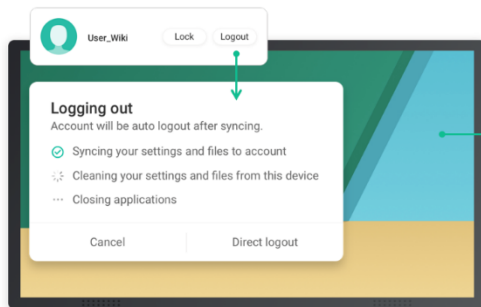 User_Wiki Lock Logout
Logging out
Account will be auto logout after syncing.
Syncing your settings and files to account
Cleaning your settings and files from this device
Closing applications
Cancel Direct logout